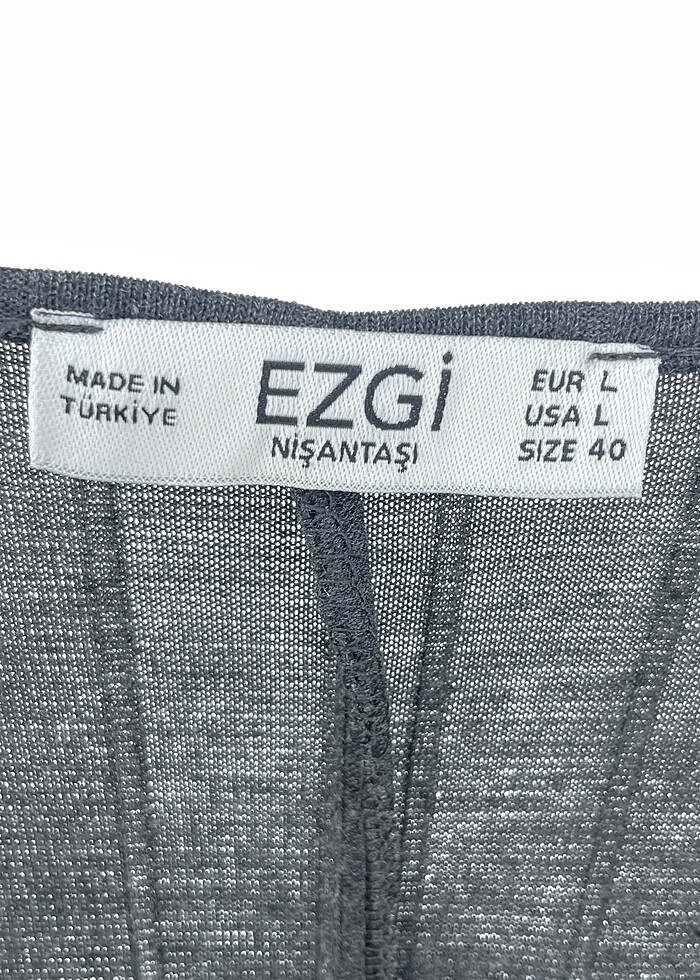 MADE IN
TÜRKİYE
EZGİ
NİŞANTAŞI
EUR L
USA L
SIZE 40